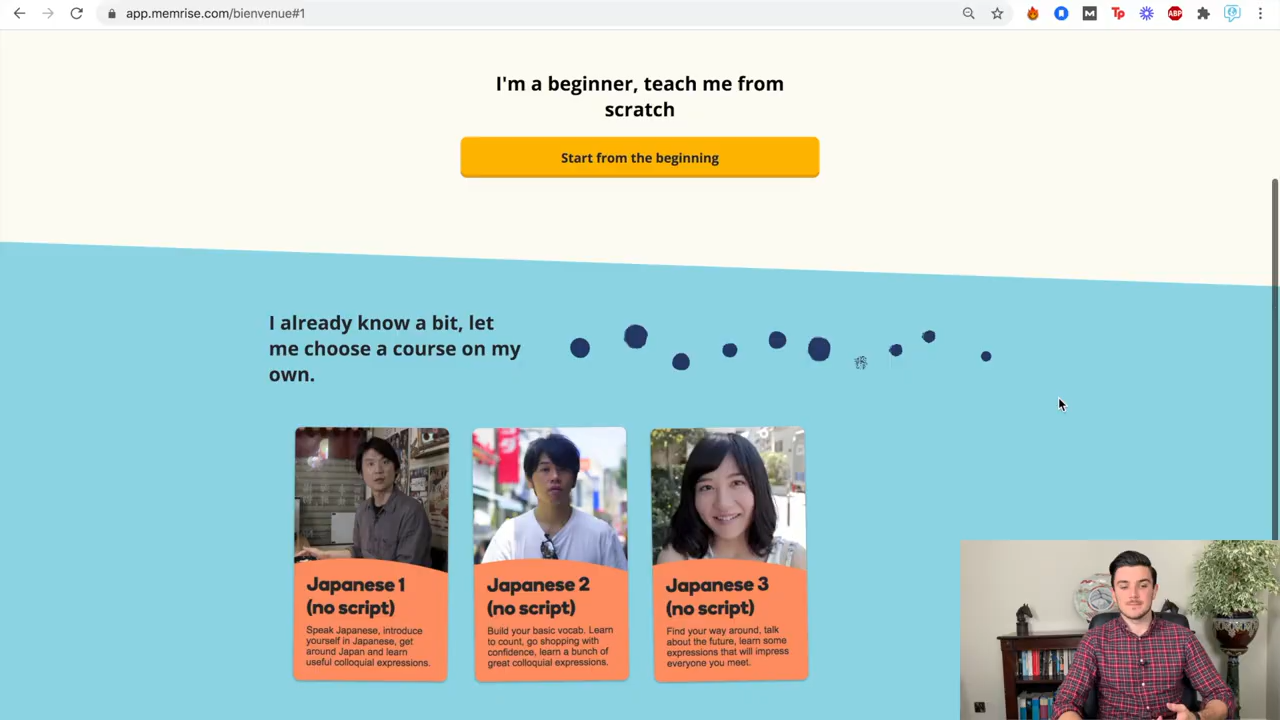 app.memrise.com/bienvenue#1
M
Tp
ABP
I'm a beginner, teach me from
scratch
Start from the beginning
I already know a bit, let
me choose a course on my
own.
Japanese 1
(no script)
Speak Japanese, introduce
yourself in Japanese, get
around Japan and learn
useful colloquial expressions.
Japanese 2
(no script)
Build your basic vocab. Learn
to count, go shopping with
confidence, learn a bunch of
great colloquial expressions.
Japanese 3
(no script)
Find your way around, talk
about the future, learn some
expressions that will impress
everyone you meet.